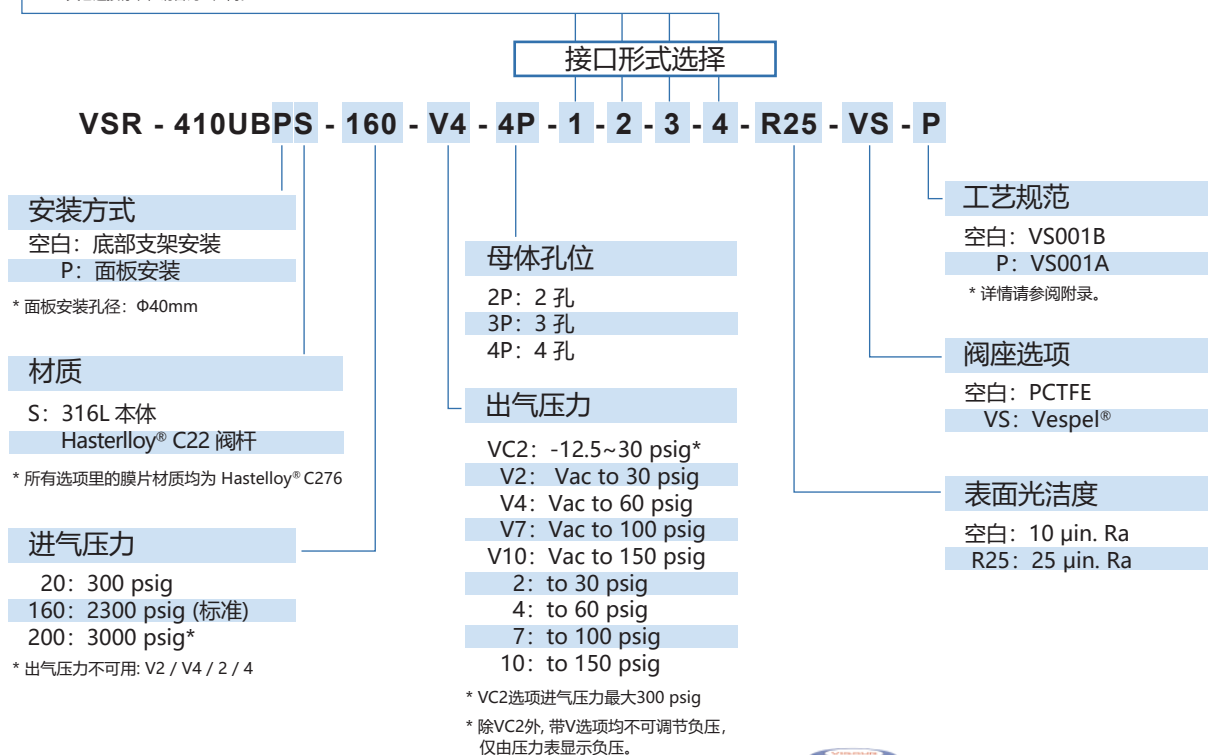 接口形式选择
VSR - 410UBPS - 160 - V4 - 4P - 1 - 2 - 3 - 4 - R25 - VS - P
安装方式
空白：底部支架安装
P：面板安装
* 面板安装孔径：Φ40mm
材质
S：316L 本体
Hasterlloy® C22 阀杆
* 所有选项里的膜片材质均为 Hastelloy® C276
进气压力
20：300 psig
160：2300 psig (标准)
200：3000 psig*
* 出气压力不可用: V2 / V4 / 2 / 4
母体孔位
2P：2 孔
3P：3 孔
4P：4 孔
出气压力
VC2：-12.5~30 psig*
V2： Vac to 30 psig
V4：Vac to 60 psig
V7：Vac to 100 psig
V10：Vac to 150 psig
2：to 30 psig
4：to 60 psig
7：to 100 psig
10：to 150 psig
* VC2选项进气压力最大300 psig
* 除VC2外, 带V选项均不可调节负压，
仅由压力表显示负压。
工艺规范
空白：VS001B
P：VS001A
* 详情请参阅附录。
阀座选项
空白：PCTFE
VS：Vespel®
表面光洁度
空白：10 µin. Ra
R25：25 µin. Ra